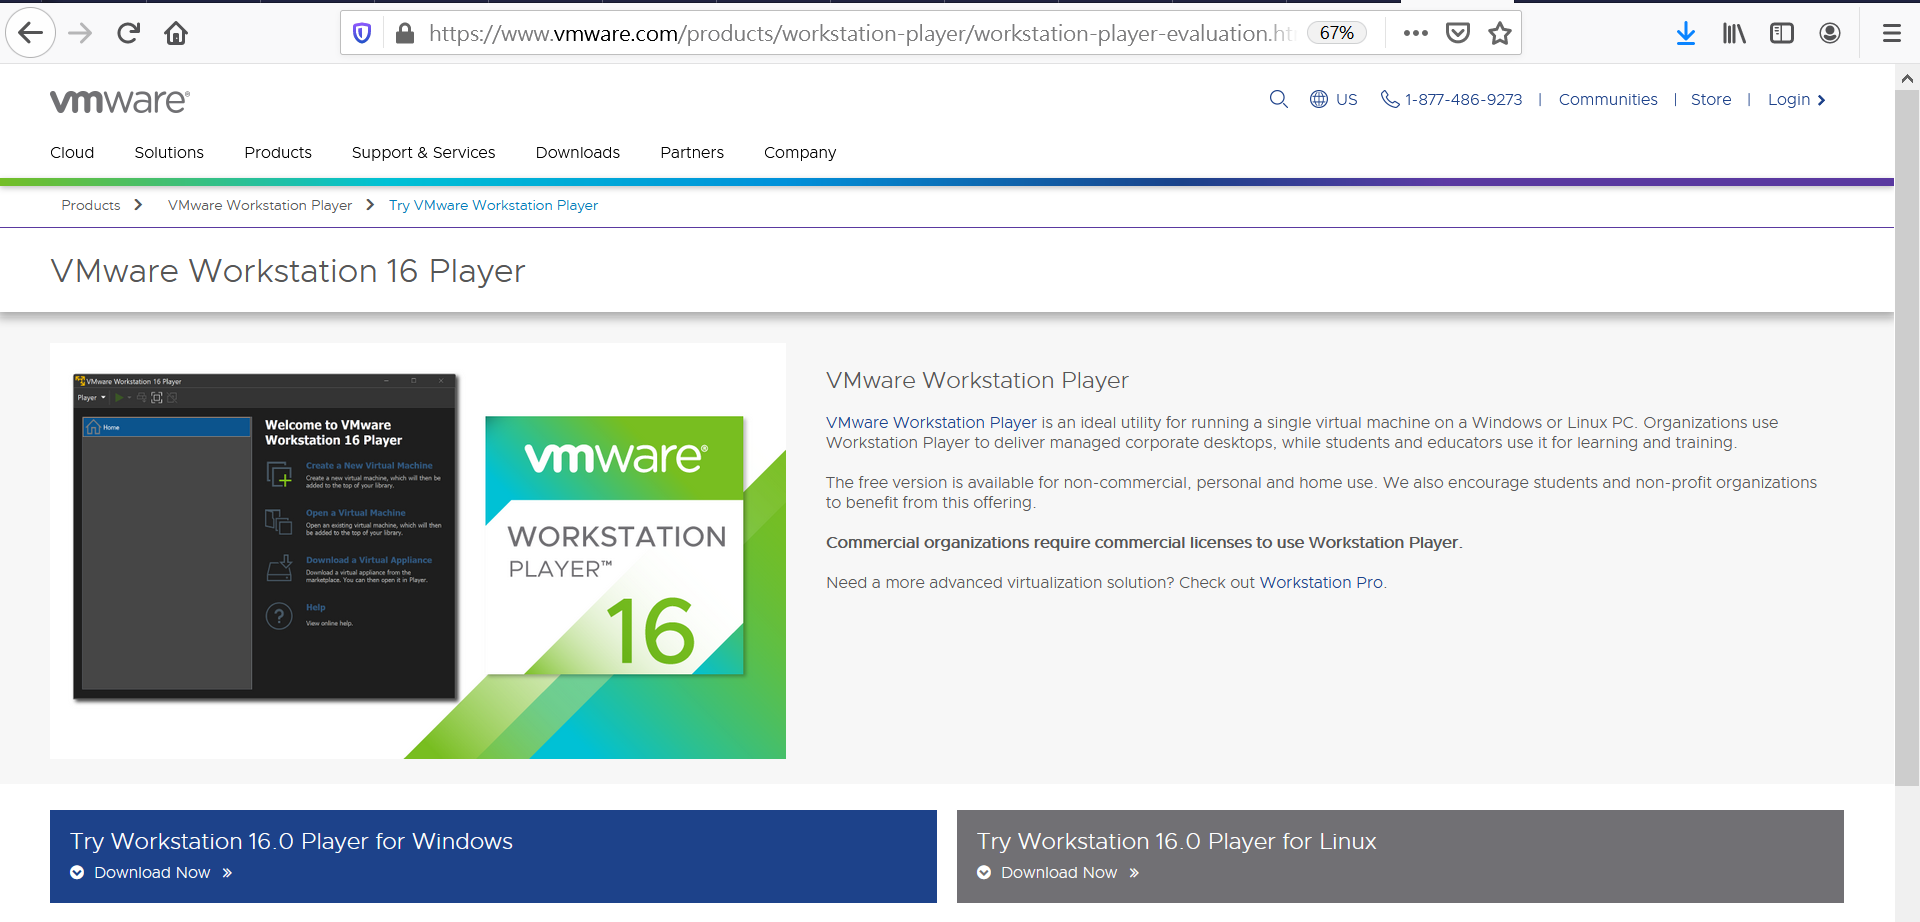 https://www.vmware.com/products/workstation-player/workstation-player-evaluation.ht
67%
vmware®
US
1-877-486-9273 | Communities | Store | Login
Cloud Solutions Products Support & Services Downloads Partners Company
Products VMware Workstation Player Try VMware Workstation Player
VMware Workstation 16 Player
VMware Workstation 16 Player
Player
Home
Welcome to VMware
Workstation 16 Player
Create a New Virtual Machine
Create a new virtual machine, which will then be
added to the top of your library.
Open a Virtual Machine
Open an existing virtual machine, which will then
be added to the top of your library.
Download a Virtual Appliance
Download a virtual appliance from the
marketplace. You can then open it in Player.
Help
View online help.
vmware®
WORKSTATION
PLAYER™
16
VMware Workstation Player
VMware Workstation Player is an ideal utility for running a single virtual machine on a Windows or Linux PC. Organizations use
Workstation Player to deliver managed corporate desktops, while students and educators use it for learning and training.
The free version is available for non-commercial, personal and home use. We also encourage students and non-profit organizations
to benefit from this offering.
Commercial organizations require commercial licenses to use Workstation Player.
Need a more advanced virtualization solution? Check out Workstation Pro.
Try Workstation 16.0 Player for Windows
Download Now »
Try Workstation 16.0 Player for Linux
Download Now »